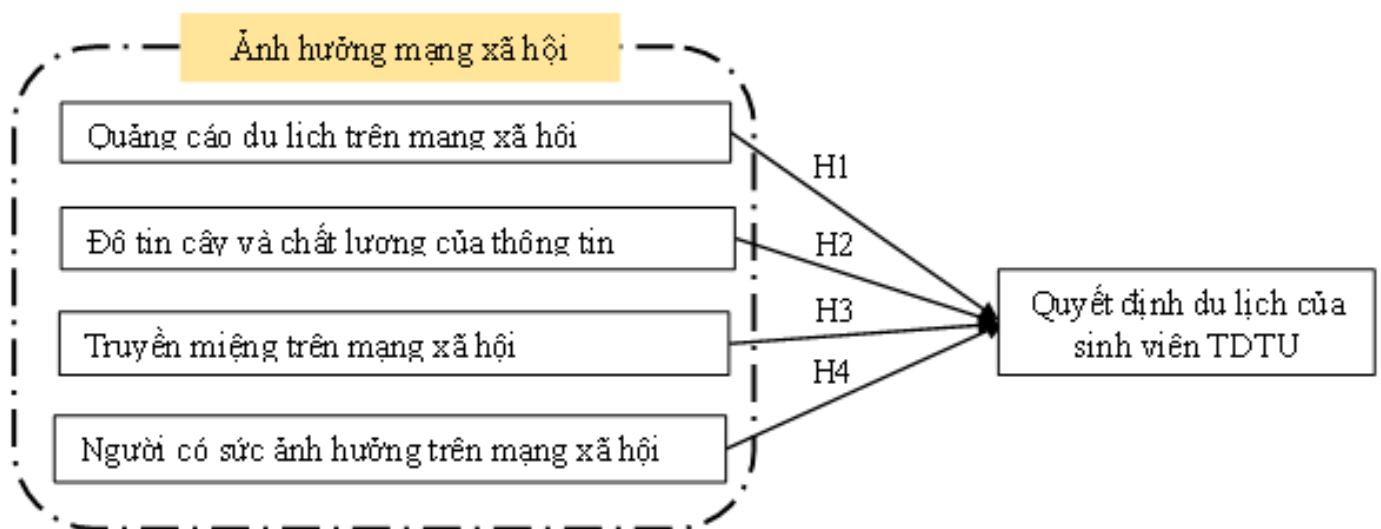 Ảnh hưởng mạng xã hội
Quảng cáo du lịch trên mạng xã hội
H1
Độ tin cậy và chất lượng của thông tin
H2
Truyền miệng trên mạng xã hội
H3
Người có sức ảnh hưởng trên mạng xã hội
H4
Quyết định du lịch của
sinh viên TDTU